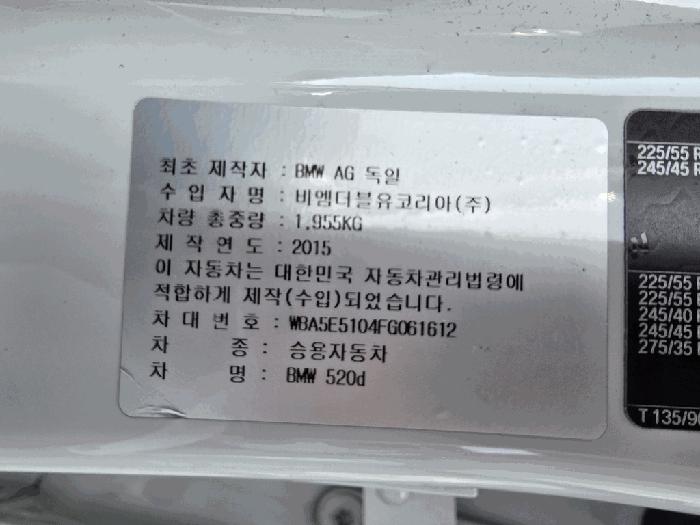 최초 제작자 : BMW AG 독일
수 입 자 명 : 비엠더블유코리아(주)
차량 총중량 : 1,955KG
제 작 연 도 : 2015
이 자동차는 대한민국 자동차관리법령에
적합하게 제작(수입)되었습니다.
차 대 번 호 : WBA5E5104FG061612
차 종 : 승용자동차
차 명 : BMW 520d
225/55 R
245/45 R
225/55 R
225/55 R
245/40 R
245/45 R
275/35 R
T 135/90